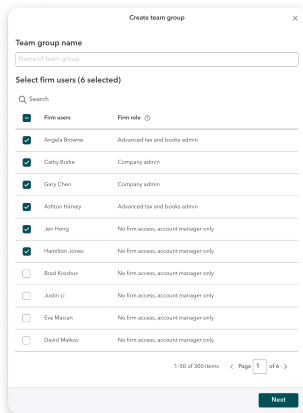 Create team group
Team group name
Name of team group
Select firm users (6 selected)
Search
Firm users Firm role
Angela Browne Advanced tax and books admin
Cathy Burke Company admin
Gary Chen Company admin
Ashton Harvey Advanced tax and books admin
Jen Hong No firm access, account manager only
Hamilton Jones No firm access, account manager only
Brad Kroshus No firm access, account manager only
Justin Li No firm access, account manager only
Eva Macian No firm access, account manager only
David Matkov No firm access, account manager only
1-50 of 300 items < Page 1 of 6 >
Next